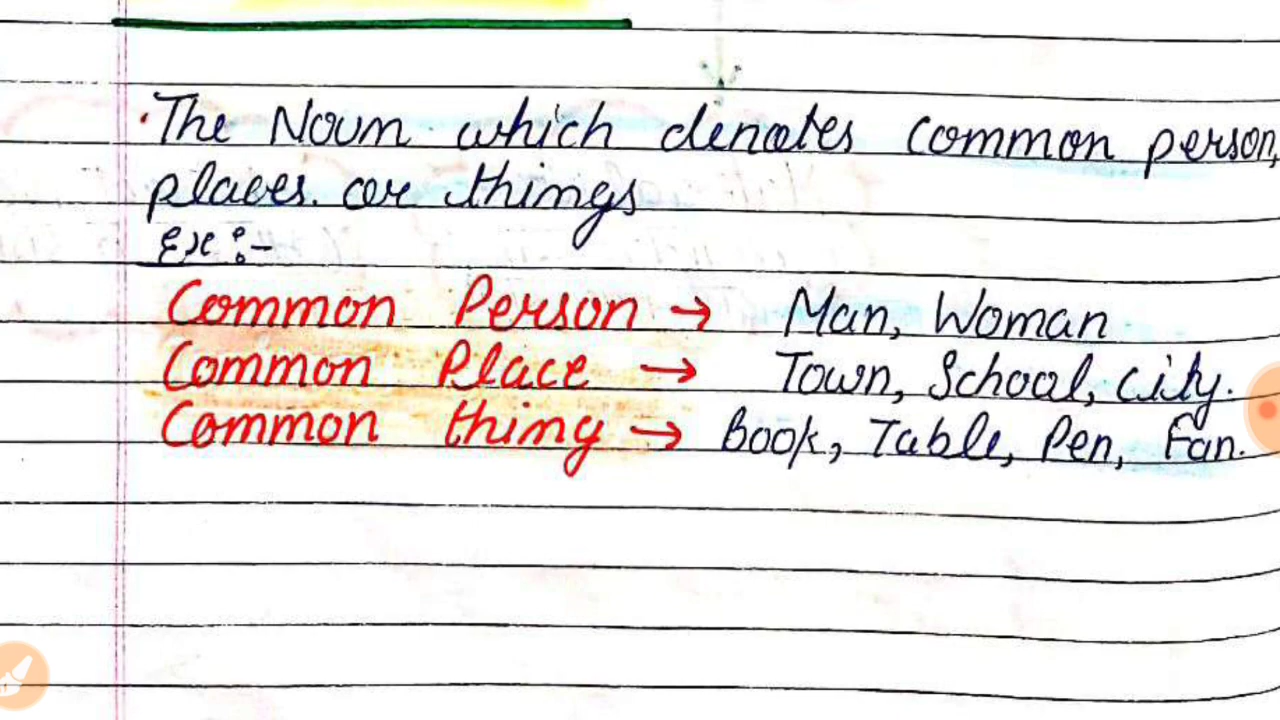 · The Noun which denotes common person,
places. or things
Ex:-
Common Person → Man, Woman
Common Place → Town, School, City.
Common thing → Book, Table, Pen, Fan.